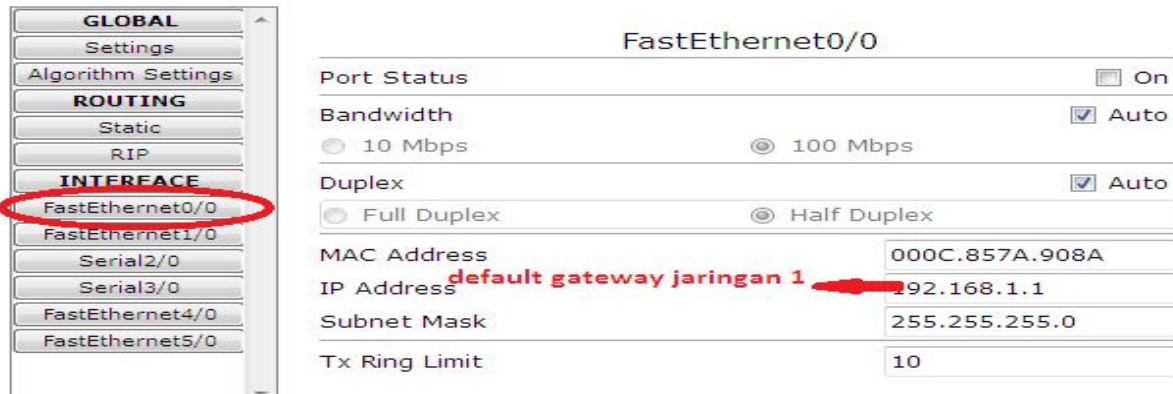 GLOBAL
Settings
Algorithm Settings
ROUTING
Static
RIP
INTERFACE
FastEthernet0/0
FastEthernet1/0
Serial2/0
Serial3/0
FastEthernet4/0
FastEthernet5/0
FastEthernet0/0
Port Status On
Bandwidth Auto
10 Mbps 100 Mbps
Duplex Auto
Full Duplex Half Duplex
MAC Address 000C.857A.908A
default gateway jaringan 1
IP Address 192.168.1.1
Subnet Mask 255.255.255.0
Tx Ring Limit 10